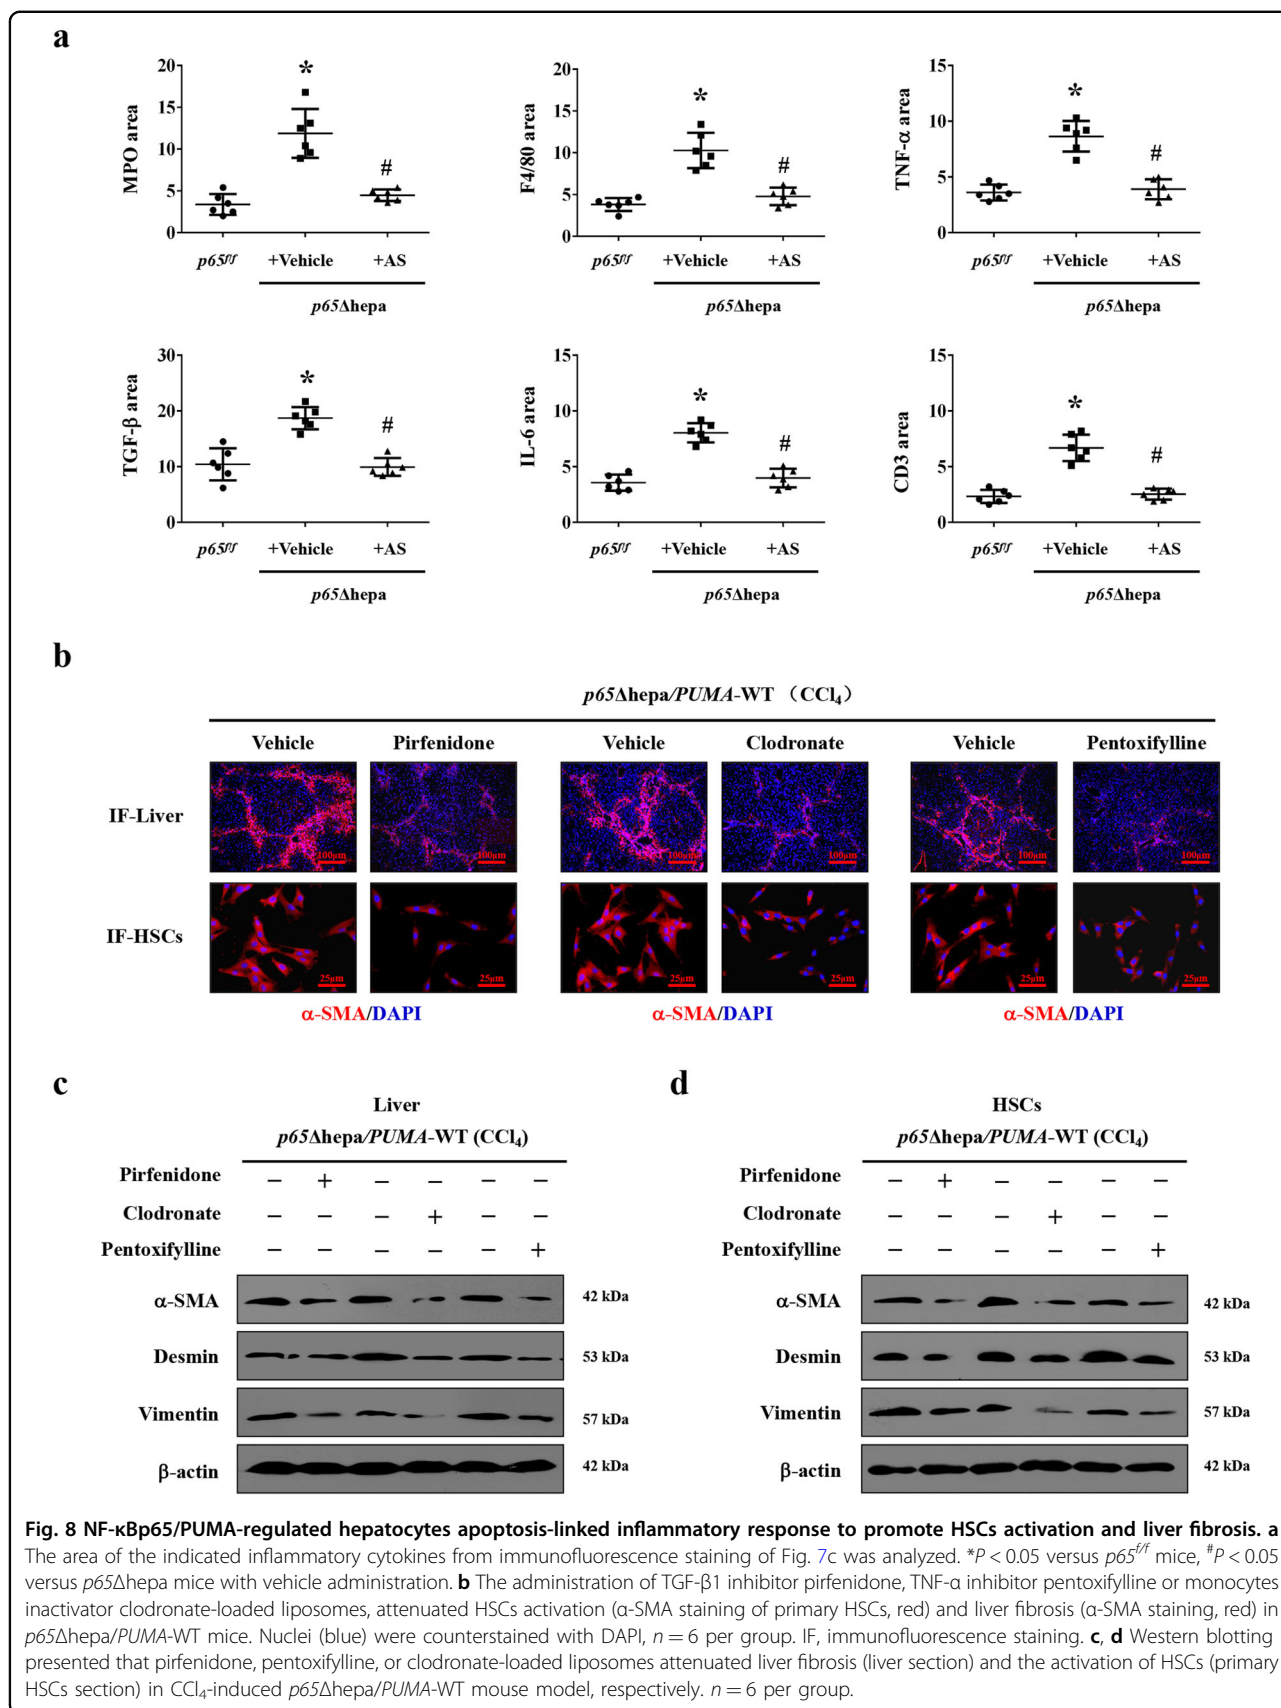 a
20
15
10
5
0
MPO area
*
#
p65f/f +Vehicle +AS
p65Δhepa
20
15
10
5
0
F4/80 area
*
#
p65f/f +Vehicle +AS
p65Δhepa
15
10
5
0
TNF-α area
*
#
p65f/f +Vehicle +AS
p65Δhepa
30
20
10
0
TGF-β area
*
#
p65f/f +Vehicle +AS
p65Δhepa
15
10
5
0
IL-6 area
*
#
p65f/f +Vehicle +AS
p65Δhepa
15
10
5
0
CD3 area
*
#
p65f/f +Vehicle +AS
p65Δhepa
b
p65Δhepa/PUMA-WT （CCl₄）
Vehicle Pirfenidone Vehicle Clodronate Vehicle Pentoxifylline
IF-Liver
100μm 100μm 100μm 100μm 100μm 100μm
IF-HSCs
25μm 25μm 25μm 25μm 25μm 25μm
α-SMA/DAPI α-SMA/DAPI α-SMA/DAPI
c
Liver
p65Δhepa/PUMA-WT (CCl₄)
Pirfenidone − + − − − −
Clodronate − − − + − −
Pentoxifylline − − − − − +
α-SMA 42 kDa
Desmin 53 kDa
Vimentin 57 kDa
β-actin 42 kDa
d
HSCs
p65Δhepa/PUMA-WT (CCl₄)
Pirfenidone − + − − − −
Clodronate − − − + − −
Pentoxifylline − − − − − +
α-SMA 42 kDa
Desmin 53 kDa
Vimentin 57 kDa
β-actin 42 kDa
Fig. 8 NF-κBp65/PUMA-regulated hepatocytes apoptosis-linked inflammatory response to promote HSCs activation and liver fibrosis. a
The area of the indicated inflammatory cytokines from immunofluorescence staining of Fig. 7c was analyzed. *P < 0.05 versus p65f/f mice, #P < 0.05
versus p65Δhepa mice with vehicle administration. b The administration of TGF-β1 inhibitor pirfenidone, TNF-α inhibitor pentoxifylline or monocytes
inactivator clodronate-loaded liposomes, attenuated HSCs activation (α-SMA staining of primary HSCs, red) and liver fibrosis (α-SMA staining, red) in
p65Δhepa/PUMA-WT mice. Nuclei (blue) were counterstained with DAPI, n = 6 per group. IF, immunofluorescence staining. c, d Western blotting
presented that pirfenidone, pentoxifylline, or clodronate-loaded liposomes attenuated liver fibrosis (liver section) and the activation of HSCs (primary
HSCs section) in CCl₄-induced p65Δhepa/PUMA-WT mouse model, respectively. n = 6 per group.